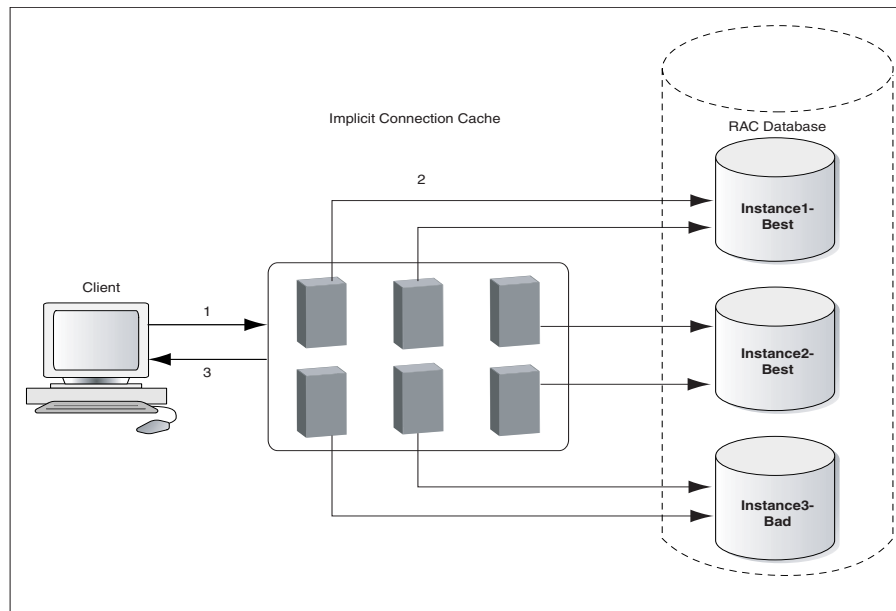 Implicit Connection Cache
RAC Database
2
Instance1-
Best
Client
1
Instance2-
Best
3
Instance3-
Bad